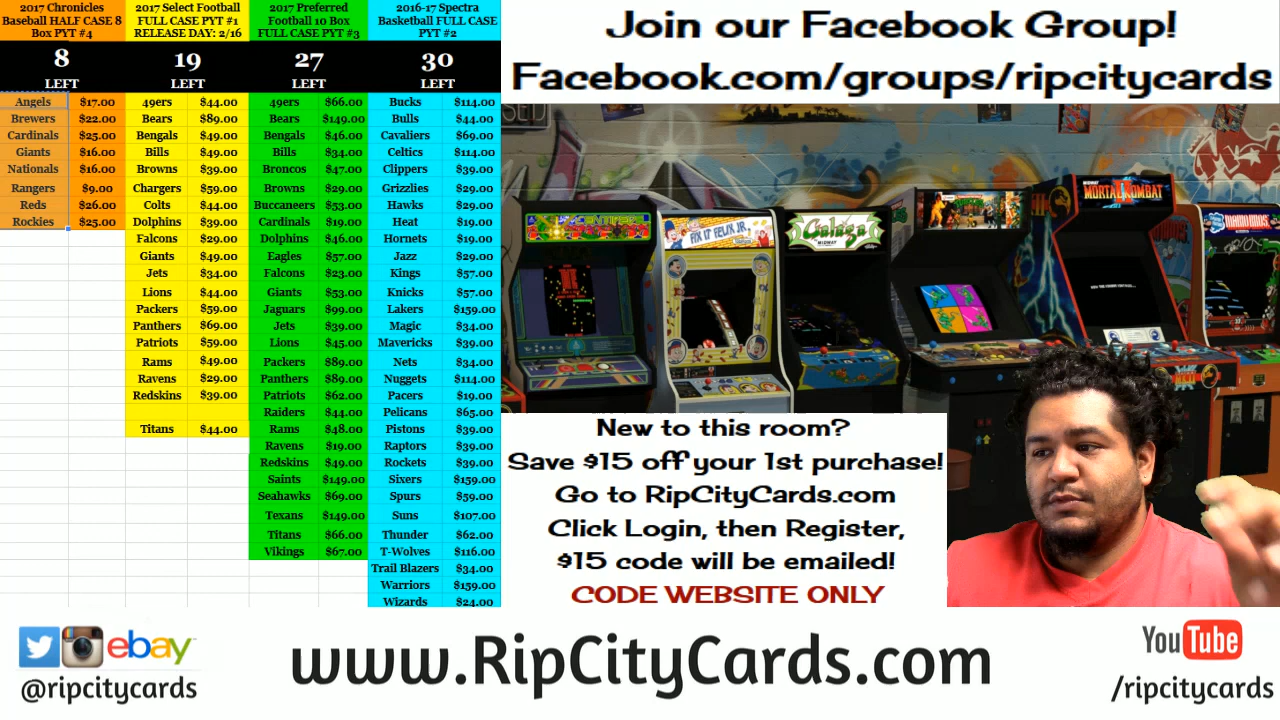 2017 Chronicles
Baseball HALF CASE 8
Box PYT #4
8
LEFT
Angels $17.00
Brewers $22.00
Cardinals $25.00
Giants $16.00
Nationals $16.00
Rangers $9.00
Reds $26.00
Rockies $25.00
2017 Select Football
FULL CASE PYT #1
RELEASE DAY: 2/16
19
LEFT
49ers $44.00
Bears $89.00
Bengals $49.00
Bills $49.00
Browns $39.00
Chargers $59.00
Colts $44.00
Dolphins $39.00
Falcons $29.00
Giants $49.00
Jets $34.00
Lions $44.00
Packers $59.00
Panthers $69.00
Patriots $59.00
Rams $49.00
Ravens $29.00
Redskins $39.00
Titans $44.00
2017 Preferred
Football 10 Box
FULL CASE PYT #3
27
LEFT
49ers $66.00
Bears $149.00
Bengals $46.00
Bills $34.00
Broncos $47.00
Browns $29.00
Buccaneers $53.00
Cardinals $19.00
Dolphins $46.00
Eagles $57.00
Falcons $23.00
Giants $53.00
Jaguars $99.00
Jets $39.00
Lions $45.00
Packers $89.00
Panthers $89.00
Patriots $62.00
Raiders $44.00
Rams $48.00
Ravens $19.00
Redskins $49.00
Saints $149.00
Seahawks $69.00
Texans $149.00
Titans $66.00
Vikings $67.00
2016-17 Spectra
Basketball FULL CASE
PYT #2
30
LEFT
Bucks $114.00
Bulls $44.00
Cavaliers $69.00
Celtics $114.00
Clippers $39.00
Grizzlies $29.00
Hawks $29.00
Heat $19.00
Hornets $19.00
Jazz $29.00
Kings $57.00
Knicks $57.00
Lakers $159.00
Magic $34.00
Mavericks $39.00
Nets $34.00
Nuggets $114.00
Pacers $19.00
Pelicans $65.00
Pistons $39.00
Raptors $39.00
Rockets $39.00
Sixers $159.00
Spurs $59.00
Suns $107.00
Thunder $62.00
T-Wolves $116.00
Trail Blazers $34.00
Warriors $159.00
Wizards $24.00
Join our Facebook Group!
Facebook.com/groups/ripcitycards
FIX IT FELIX JR.
Galaga
MIDWAY
MORTAL KOMBAT
MARIO BROS.
New to this room?
Save $15 off your 1st purchase!
Go to RipCityCards.com
Click Login, then Register,
$15 code will be emailed!
CODE WEBSITE ONLY
ebay
@ripcitycards
www.RipCityCards.com
YouTube
/ripcitycards